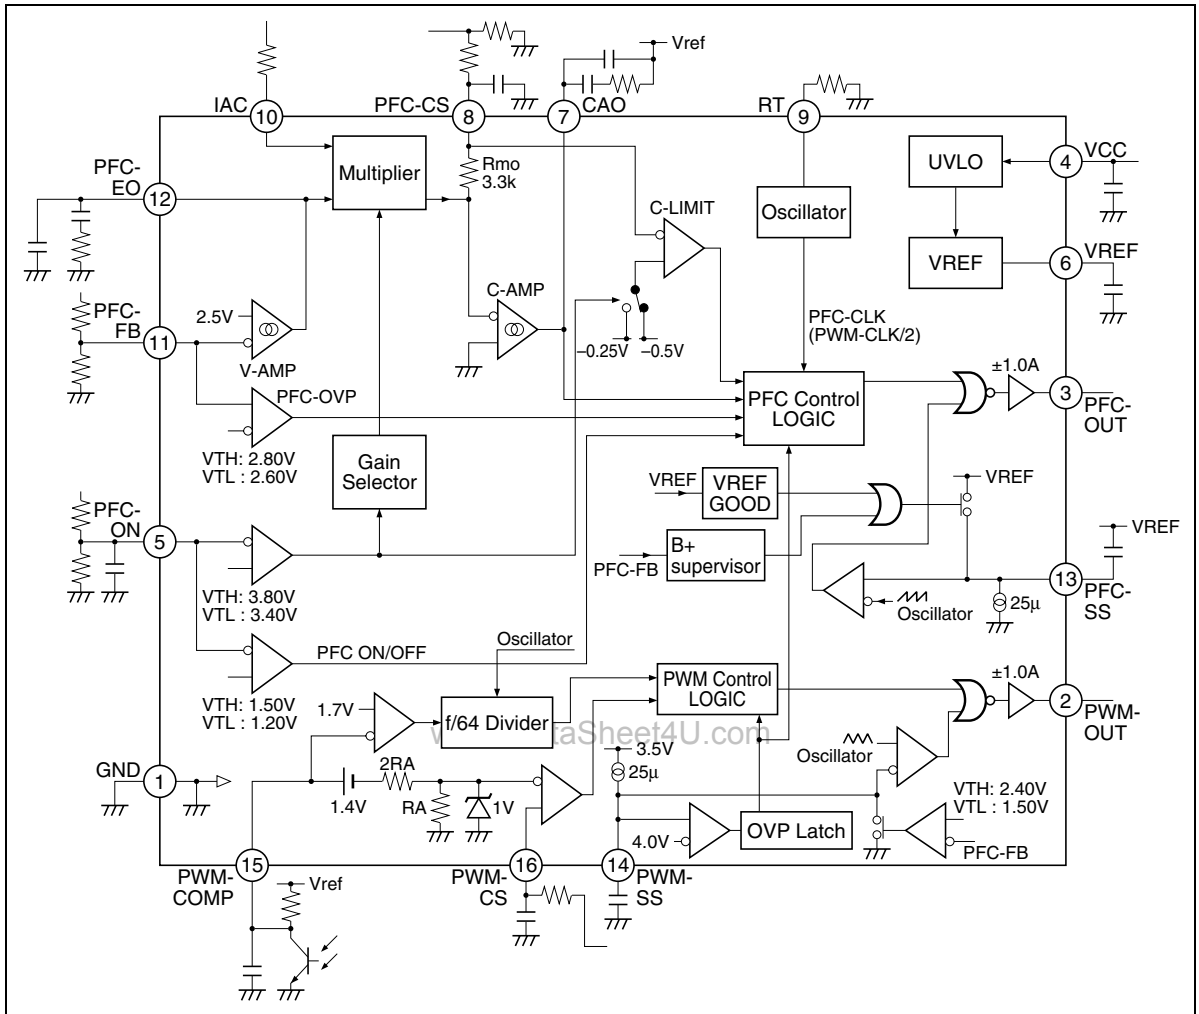 Vref
IAC
PFC-CS
CAO
RT
10
8
7
9
PFC-
EO
12
Multiplier
Rmo
3.3k
UVLO
4
VCC
C-LIMIT
Oscillator
VREF
6
VREF
C-AMP
PFC-
FB
11
2.5V
V-AMP
–0.25V
–0.5V
PFC-CLK
(PWM-CLK/2)
PFC-OVP
VTH: 2.80V
VTL : 2.60V
PFC Control
LOGIC
±1.0A
3
PFC-
OUT
Gain
Selector
VREF
VREF
GOOD
VREF
PFC-
ON
5
PFC-FB
B+
supervisor
VREF
VTH: 3.80V
VTL : 3.40V
Oscillator
25μ
13
PFC-
SS
PFC ON/OFF
Oscillator
VTH: 1.50V
VTL : 1.20V
1.7V
f/64 Divider
PWM Control
LOGIC
±1.0A
2
PWM-
OUT
taSheet4U.com
3.5V
25μ
Oscillator
GND
1
1.4V
2RA
RA
1V
VTH: 2.40V
VTL : 1.50V
4.0V
OVP Latch
PFC-FB
15
16
14
PWM-
COMP
PWM-
CS
PWM-
SS
Vref